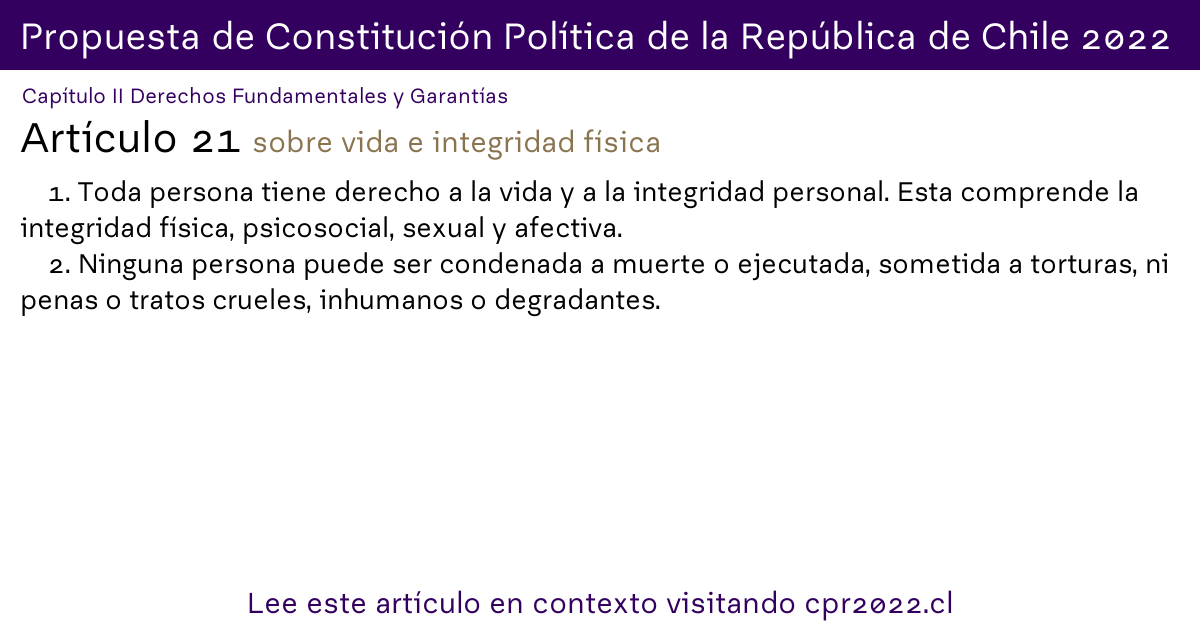 Propuesta de Constitución Política de la República de Chile 2022
Capítulo II Derechos Fundamentales y Garantías
Artículo 21 sobre vida e integridad física
1. Toda persona tiene derecho a la vida y a la integridad personal. Esta comprende la
integridad física, psicosocial, sexual y afectiva.
2. Ninguna persona puede ser condenada a muerte o ejecutada, sometida a torturas, ni
penas o tratos crueles, inhumanos o degradantes.
Lee este artículo en contexto visitando cpr2022.cl